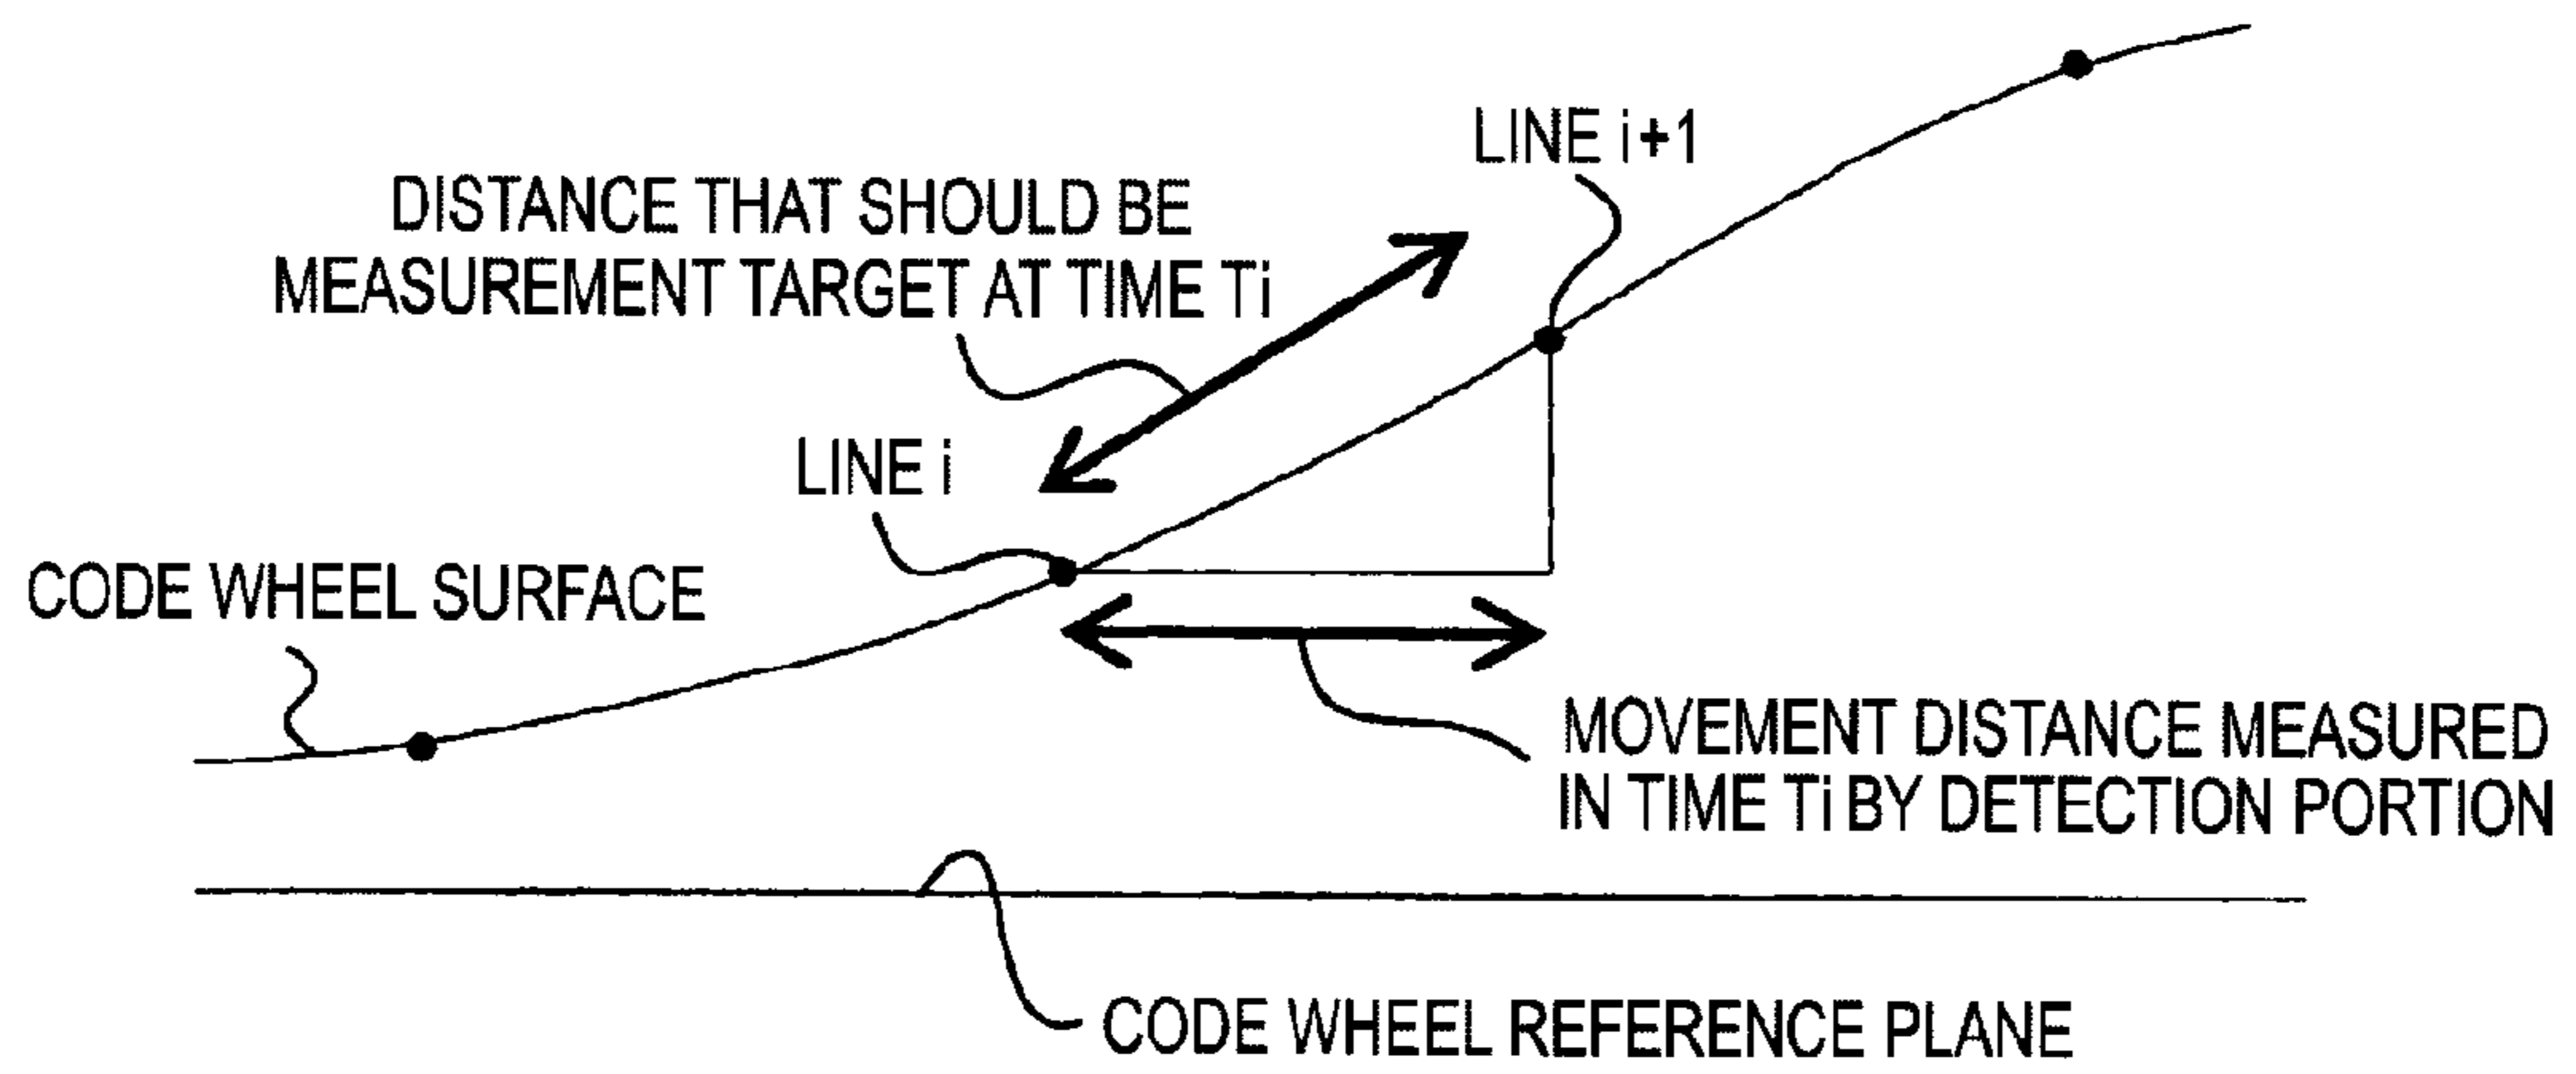 LINE i+1
DISTANCE THAT SHOULD BE
MEASUREMENT TARGET AT TIME Ti
LINE i
CODE WHEEL SURFACE
MOVEMENT DISTANCE MEASURED
IN TIME Ti BY DETECTION PORTION
CODE WHEEL REFERENCE PLANE